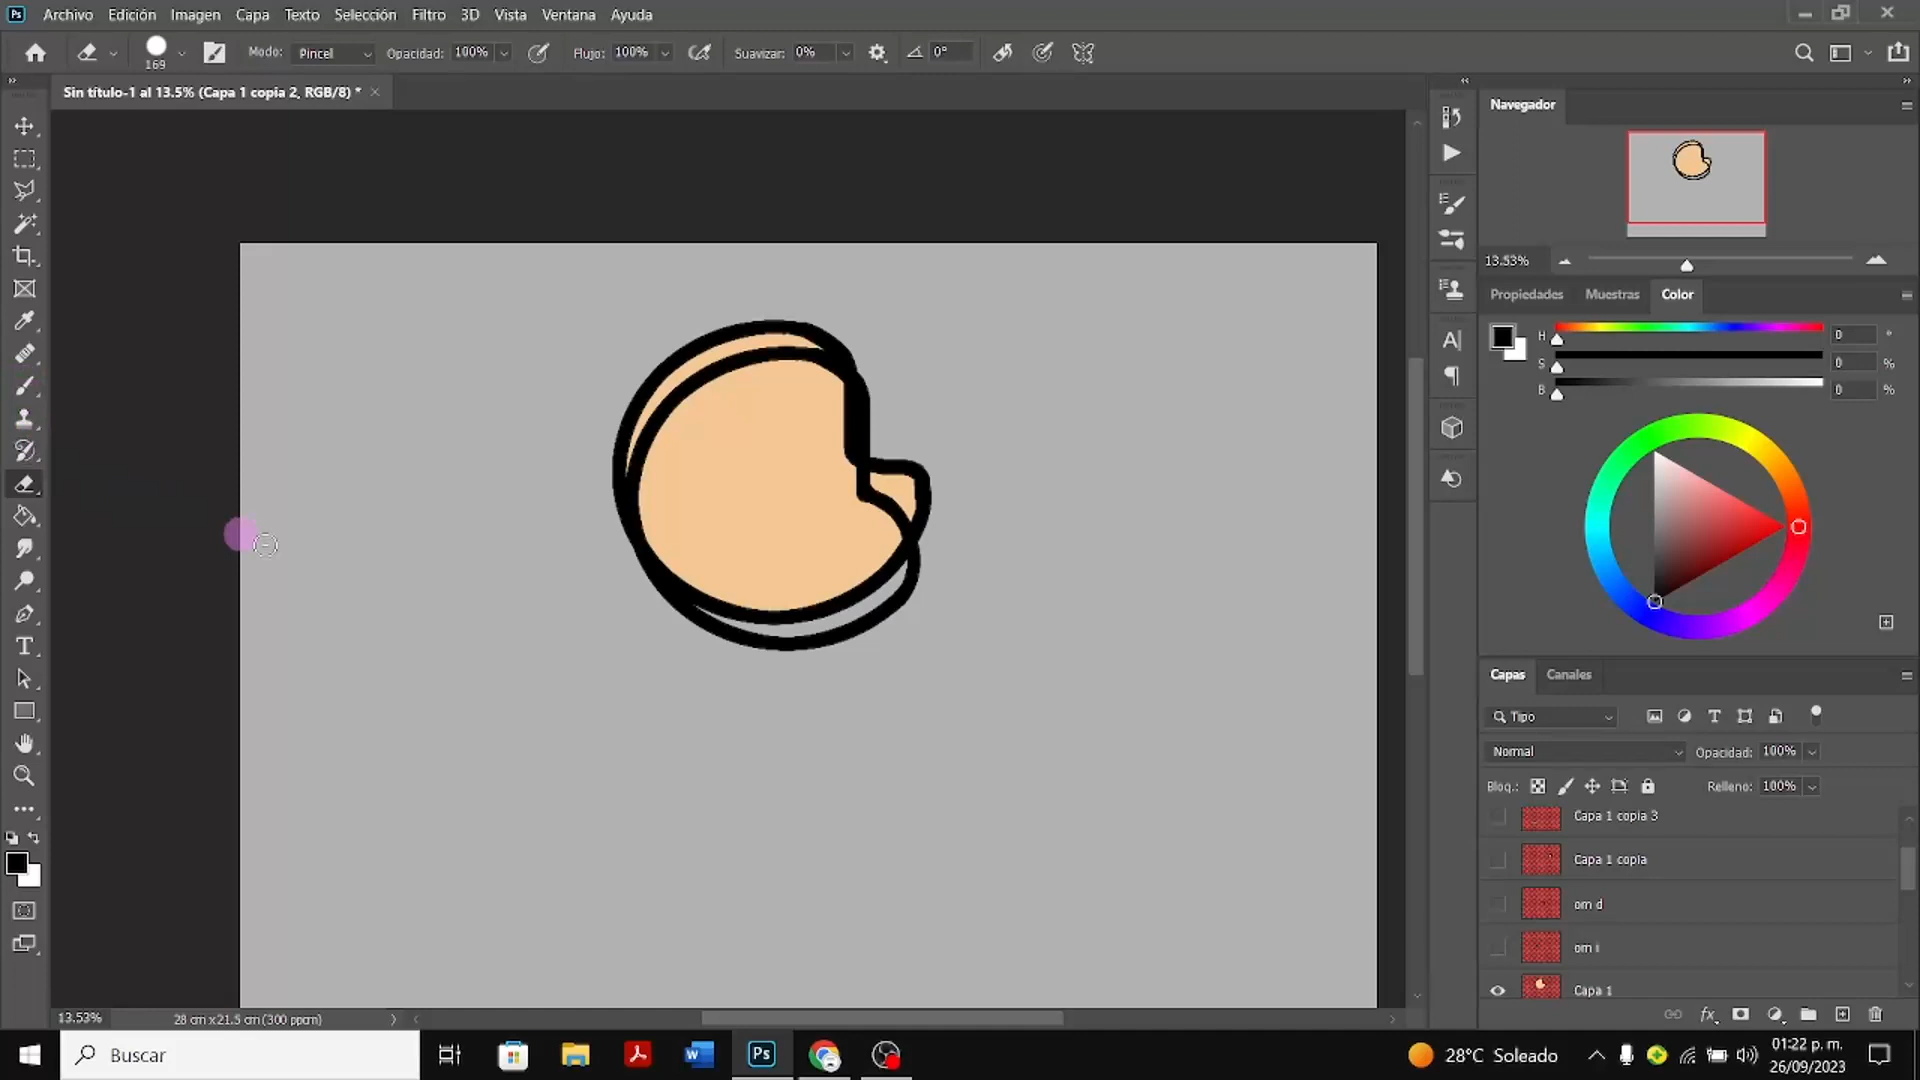 Ps Archivo Edición Imagen Capa Texto Selección Filtro 3D Vista Ventana Ayuda
169 Modo: Pincel Opacidad: 100% Flujo: 100% Suavizar: 0% 0°
Sin título-1 al 13.5% (Capa 1 copia 2, RGB/8) *
Navegador
13.53%
Propiedades Muestras Color
H 0 °
S 0 %
B 0 %
Capas Canales
Tipo
Normal Opacidad: 100%
Bloq.: Relleno: 100%
Capa 1 copia 3
Capa 1 copia
om d
om i
Capa 1
fx
13.53% 28 cm x 21.5 cm (300 ppcm)
Buscar
W
Ps
28°C Soleado
01:22 p. m.
26/09/2023